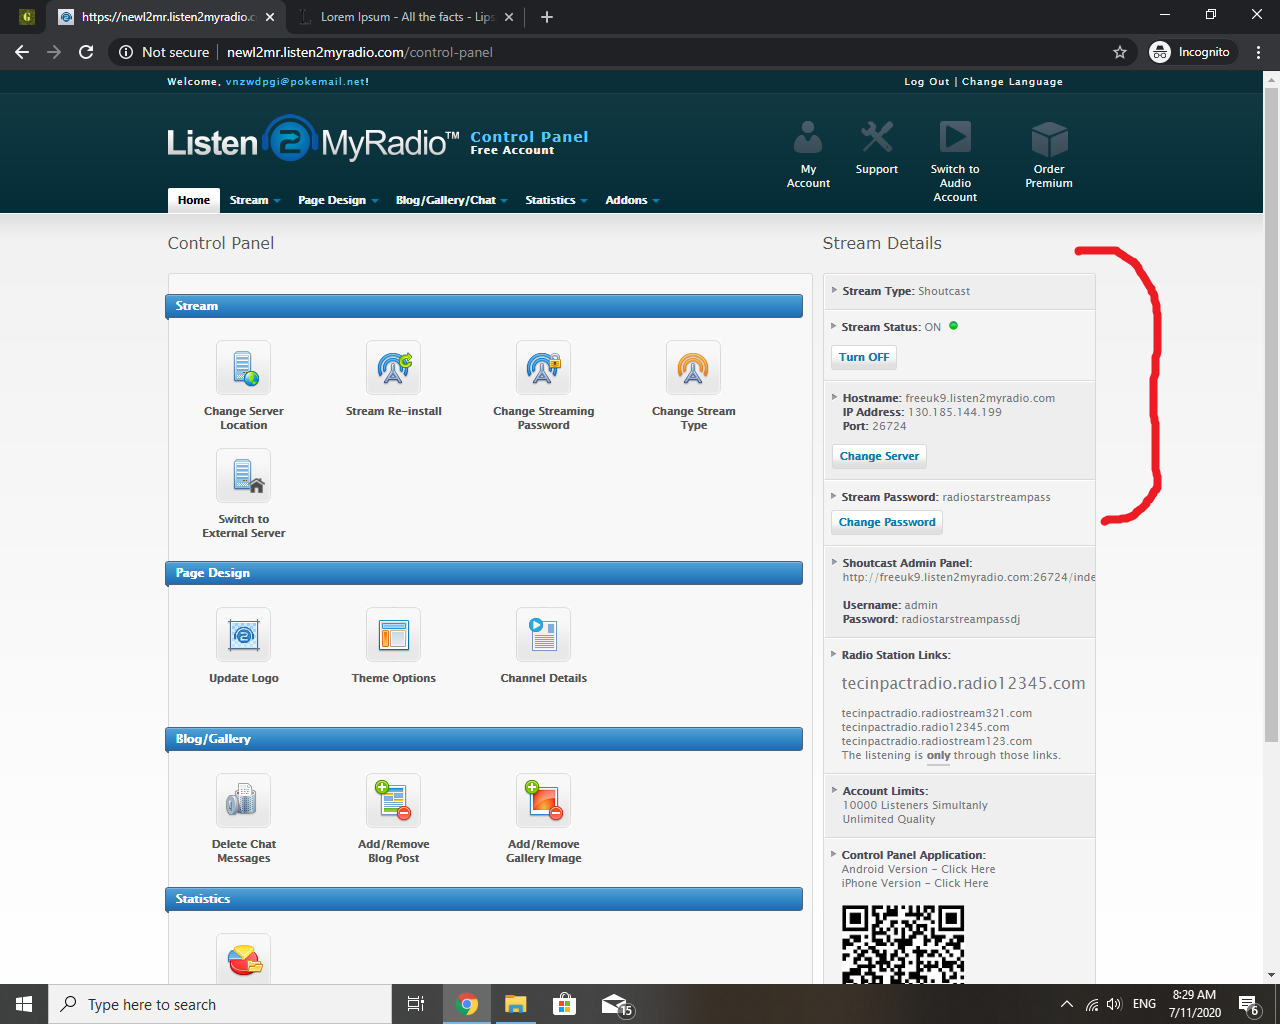 G
https://newl2mr.listen2myradio.c
Lorem Ipsum - All the facts - Lips
Not secure
newl2mr.listen2myradio.com/control-panel
Incognito
Welcome, vnzwdpgi@pokemail.net!
Log Out | Change Language
Listen 2 MyRadio™
Control Panel
Free Account
My
Account
Support
Switch to
Audio
Account
Order
Premium
Home
Stream
Page Design
Blog/Gallery/Chat
Statistics
Addons
Control Panel
Stream
Change Server
Location
Stream Re-install
Change Streaming
Password
Change Stream
Type
Switch to
External Server
Page Design
Update Logo
Theme Options
Channel Details
Blog/Gallery
Delete Chat
Messages
Add/Remove
Blog Post
Add/Remove
Gallery Image
Statistics
Stream Details
Stream Type: Shoutcast
Stream Status: ON
Turn OFF
Hostname: freeuk9.listen2myradio.com
IP Address: 130.185.144.199
Port: 26724
Change Server
Stream Password: radiostarstreampass
Change Password
Shoutcast Admin Panel:
http://freeuk9.listen2myradio.com:26724/inde
Username: admin
Password: radiostarstreampassdj
Radio Station Links:
tecinpactradio.radio12345.com
tecinpactradio.radiostream321.com
tecinpactradio.radio12345.com
tecinpactradio.radiostream123.com
The listening is only through those links.
Account Limits:
10000 Listeners Simultanly
Unlimited Quality
Control Panel Application:
Android Version - Click Here
iPhone Version - Click Here
Type here to search
15
ENG
8:29 AM
7/11/2020
6